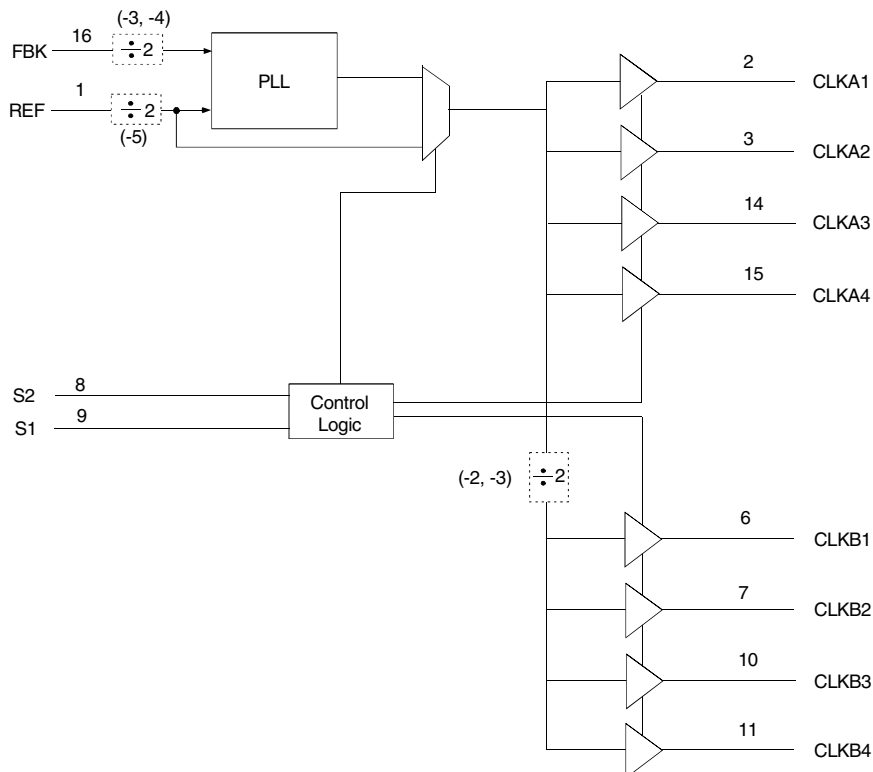 (-3, -4)
FBK 16 ÷2
PLL
REF 1 ÷2
(-5)
2 CLKA1
3 CLKA2
14 CLKA3
15 CLKA4
S2 8
S1 9
Control
Logic
(-2, -3) ÷2
6 CLKB1
7 CLKB2
10 CLKB3
11 CLKB4